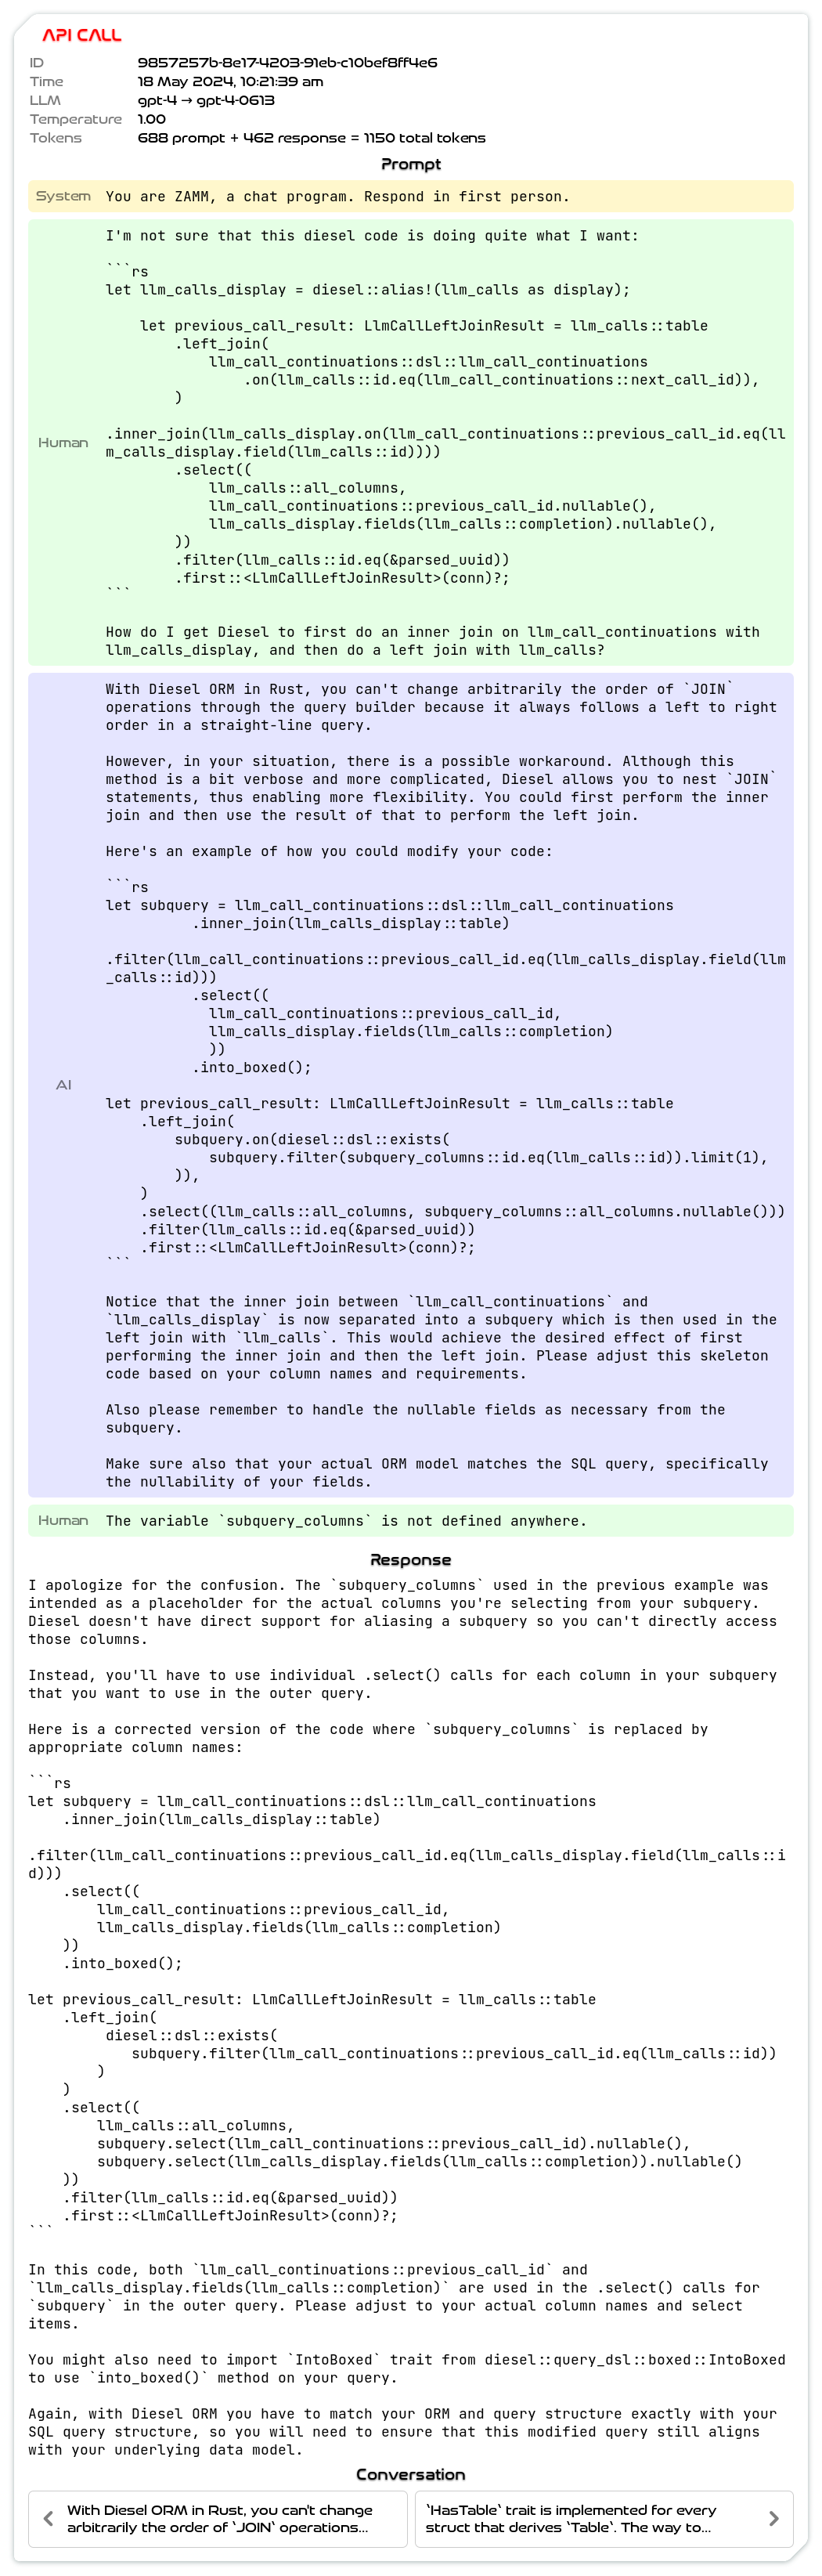 API CALL
ID 9857257b-8e17-4203-91eb-c10bef8ff4e6
Time 18 May 2024, 10:21:39 am
LLM gpt-4 → gpt-4-0613
Temperature 1.00
Tokens 688 prompt + 462 response = 1150 total tokens
Prompt
System You are ZAMM, a chat program. Respond in first person.
I'm not sure that this diesel code is doing quite what I want:
```rs
let llm_calls_display = diesel::alias!(llm_calls as display);
let previous_call_result: LlmCallLeftJoinResult = llm_calls::table
.left_join(
llm_call_continuations::dsl::llm_call_continuations
.on(llm_calls::id.eq(llm_call_continuations::next_call_id)),
)
Human
.inner_join(llm_calls_display.on(llm_call_continuations::previous_call_id.eq(ll
m_calls_display.field(llm_calls::id))))
.select((
llm_calls::all_columns,
llm_call_continuations::previous_call_id.nullable(),
llm_calls_display.fields(llm_calls::completion).nullable(),
))
.filter(llm_calls::id.eq(&parsed_uuid))
.first::<LlmCallLeftJoinResult>(conn)?;
```
How do I get Diesel to first do an inner join on llm_call_continuations with
llm_calls_display, and then do a left join with llm_calls?
With Diesel ORM in Rust, you can't change arbitrarily the order of `JOIN`
operations through the query builder because it always follows a left to right
order in a straight-line query.
However, in your situation, there is a possible workaround. Although this
method is a bit verbose and more complicated, Diesel allows you to nest `JOIN`
statements, thus enabling more flexibility. You could first perform the inner
join and then use the result of that to perform the left join.
Here's an example of how you could modify your code:
```rs
let subquery = llm_call_continuations::dsl::llm_call_continuations
.inner_join(llm_calls_display::table)
.filter(llm_call_continuations::previous_call_id.eq(llm_calls_display.field(llm
_calls::id)))
.select((
llm_call_continuations::previous_call_id,
llm_calls_display.fields(llm_calls::completion)
))
.into_boxed();
AI
let previous_call_result: LlmCallLeftJoinResult = llm_calls::table
.left_join(
subquery.on(diesel::dsl::exists(
subquery.filter(subquery_columns::id.eq(llm_calls::id)).limit(1),
)),
)
.select((llm_calls::all_columns, subquery_columns::all_columns.nullable()))
.filter(llm_calls::id.eq(&parsed_uuid))
.first::<LlmCallLeftJoinResult>(conn)?;
```
Notice that the inner join between `llm_call_continuations` and
`llm_calls_display` is now separated into a subquery which is then used in the
left join with `llm_calls`. This would achieve the desired effect of first
performing the inner join and then the left join. Please adjust this skeleton
code based on your column names and requirements.
Also please remember to handle the nullable fields as necessary from the
subquery.
Make sure also that your actual ORM model matches the SQL query, specifically
the nullability of your fields.
Human The variable `subquery_columns` is not defined anywhere.
Response
I apologize for the confusion. The `subquery_columns` used in the previous example was
intended as a placeholder for the actual columns you're selecting from your subquery.
Diesel doesn't have direct support for aliasing a subquery so you can't directly access
those columns.
Instead, you'll have to use individual .select() calls for each column in your subquery
that you want to use in the outer query.
Here is a corrected version of the code where `subquery_columns` is replaced by
appropriate column names:
```rs
let subquery = llm_call_continuations::dsl::llm_call_continuations
.inner_join(llm_calls_display::table)
.filter(llm_call_continuations::previous_call_id.eq(llm_calls_display.field(llm_calls::i
d)))
.select((
llm_call_continuations::previous_call_id,
llm_calls_display.fields(llm_calls::completion)
))
.into_boxed();
let previous_call_result: LlmCallLeftJoinResult = llm_calls::table
.left_join(
diesel::dsl::exists(
subquery.filter(llm_call_continuations::previous_call_id.eq(llm_calls::id))
)
)
.select((
llm_calls::all_columns,
subquery.select(llm_call_continuations::previous_call_id).nullable(),
subquery.select(llm_calls_display.fields(llm_calls::completion)).nullable()
))
.filter(llm_calls::id.eq(&parsed_uuid))
.first::<LlmCallLeftJoinResult>(conn)?;
```
In this code, both `llm_call_continuations::previous_call_id` and
`llm_calls_display.fields(llm_calls::completion)` are used in the .select() calls for
`subquery` in the outer query. Please adjust to your actual column names and select
items.
You might also need to import `IntoBoxed` trait from diesel::query_dsl::boxed::IntoBoxed
to use `into_boxed()` method on your query.
Again, with Diesel ORM you have to match your ORM and query structure exactly with your
SQL query structure, so you will need to ensure that this modified query still aligns
with your underlying data model.
Conversation
With Diesel ORM in Rust, you can't change
arbitrarily the order of `JOIN` operations...
`HasTable` trait is implemented for every
struct that derives `Table`. The way to...